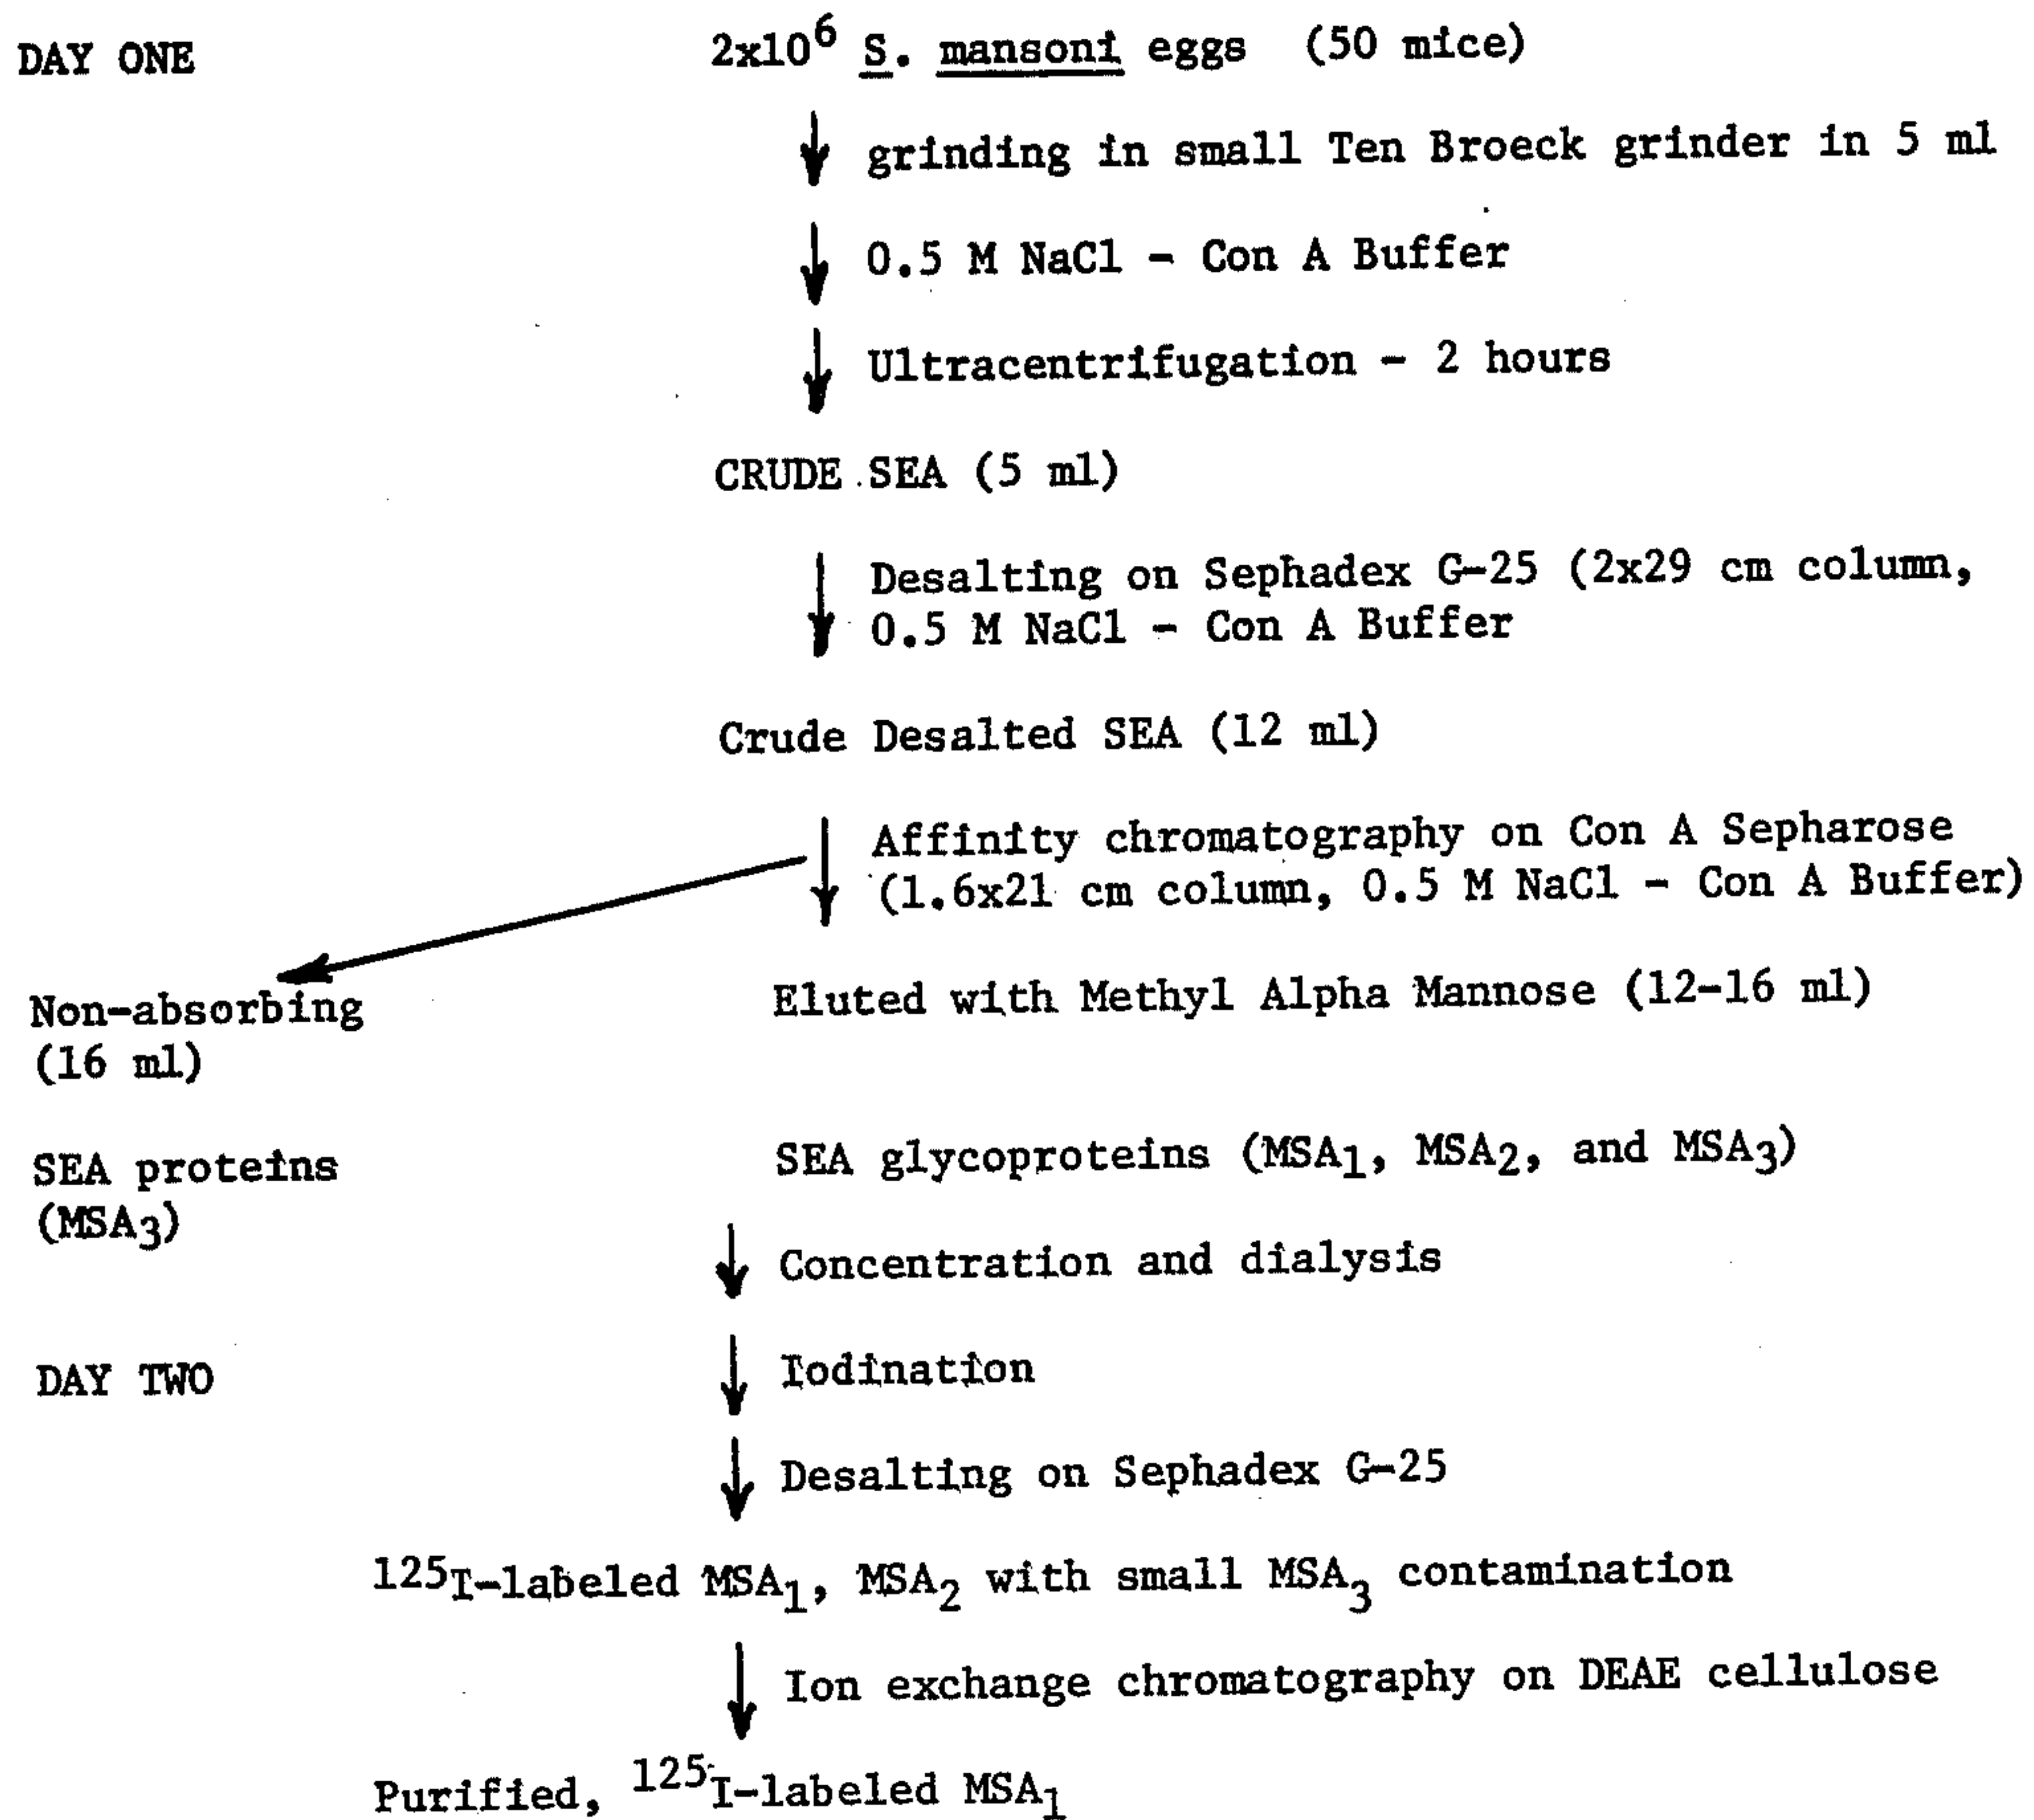 DAY ONE
2x10⁶ S. mansoni eggs (50 mice)
grinding in small Ten Broeck grinder in 5 ml
0.5 M NaCl - Con A Buffer
Ultracentrifugation - 2 hours
CRUDE SEA (5 ml)
Desalting on Sephadex G-25 (2x29 cm column,
0.5 M NaCl - Con A Buffer
Crude Desalted SEA (12 ml)
Affinity chromatography on Con A Sepharose
(1.6x21 cm column, 0.5 M NaCl - Con A Buffer)
Non-absorbing
(16 ml)
Eluted with Methyl Alpha Mannose (12-16 ml)
SEA proteins
(MSA₃)
SEA glycoproteins (MSA₁, MSA₂, and MSA₃)
Concentration and dialysis
DAY TWO
Iodination
Desalting on Sephadex G-25
¹²⁵I-labeled MSA₁, MSA₂ with small MSA₃ contamination
Ion exchange chromatography on DEAE cellulose
Purified, ¹²⁵I-labeled MSA₁